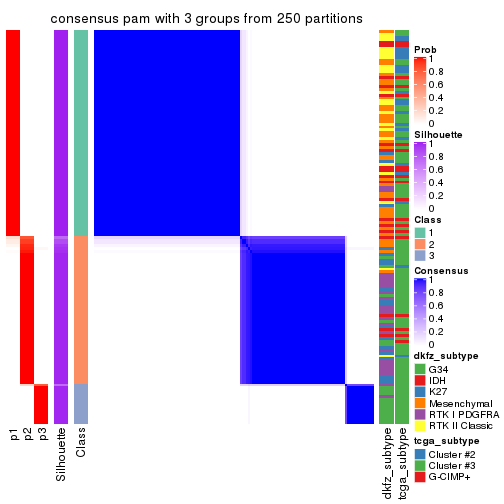 consensus pam with 3 groups from 250 partitions
Prob
1
0.8
0.6
0.4
0.2
0
Silhouette
1
0.8
0.6
0.4
0.2
0
Class
1
2
3
Consensus
1
0.8
0.6
0.4
0.2
0
dkfz_subtype
G34
IDH
K27
Mesenchymal
RTK I PDGFRA
RTK II Classic
tcga_subtype
Cluster #2
Cluster #3
G-CIMP+
p1
p2
p3
Silhouette
Class
dkfz_subtype
tcga_subtype